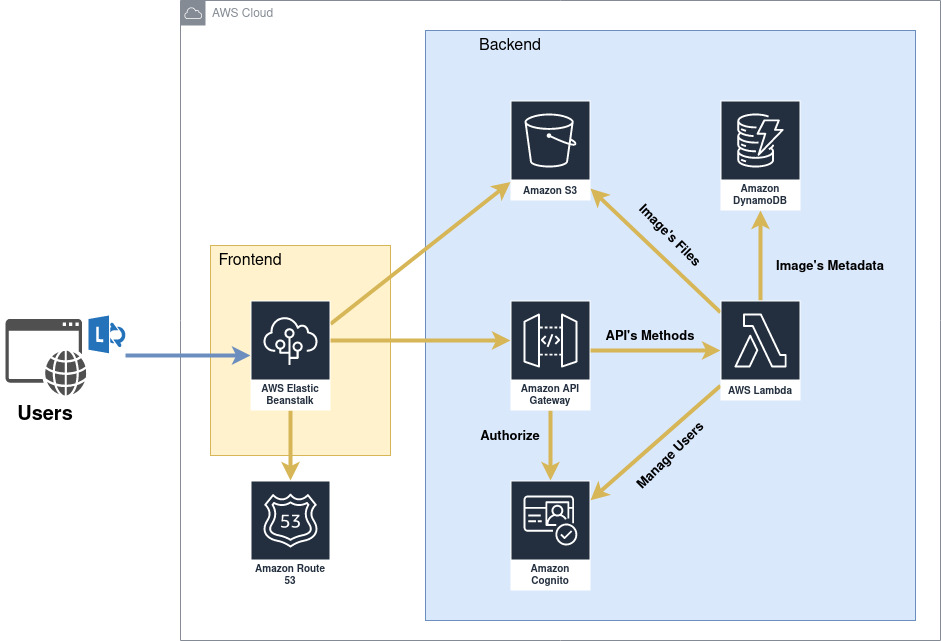 AWS Cloud
Backend
Amazon S3
Amazon
DynamoDB
Image's Files
Image's Metadata
Frontend
AWS Elastic
Beanstalk
Amazon API
Gateway
API's Methods
AWS Lambda
L
Users
Authorize
Manage Users
53
Amazon Route
53
Amazon
Cognito